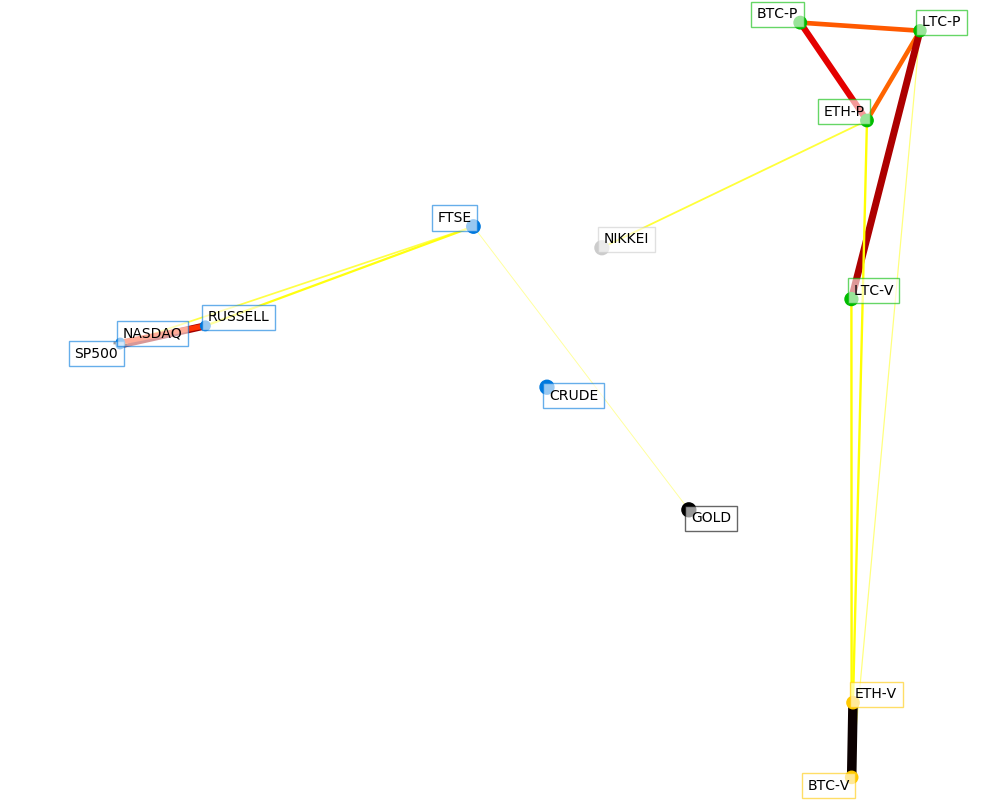 BTC-P
LTC-P
ETH-P
FTSE
NIKKEI
LTC-V
RUSSELL
NASDAQ
SP500
CRUDE
GOLD
ETH-V
BTC-V